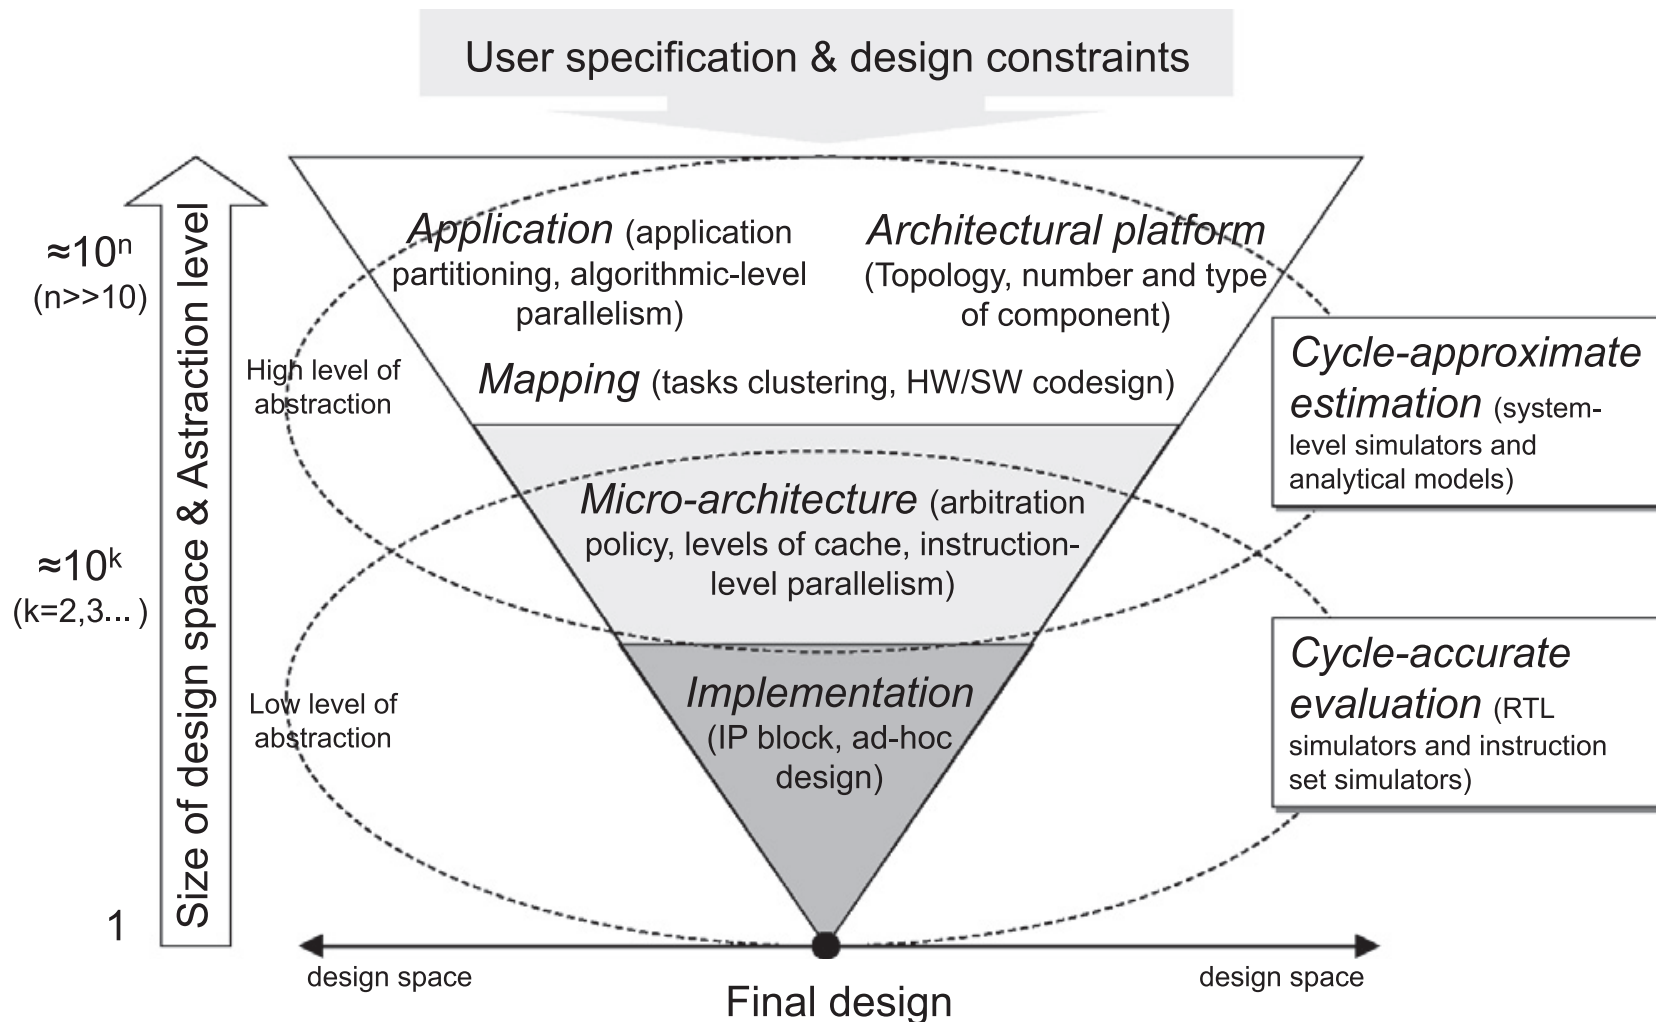 User specification & design constraints
≈10ⁿ
(n>>10)
≈10ᵏ
(k=2,3... )
1
Size of design space & Astraction level
High level of
abstraction
Low level of
abstraction
Application (application
partitioning, algorithmic-level
parallelism)
Architectural platform
(Topology, number and type
of component)
Mapping (tasks clustering, HW/SW codesign)
Micro-architecture (arbitration
policy, levels of cache, instruction-
level parallelism)
Implementation
(IP block, ad-hoc
design)
Cycle-approximate
estimation (system-
level simulators and
analytical models)
Cycle-accurate
evaluation (RTL
simulators and instruction
set simulators)
design space
design space
Final design